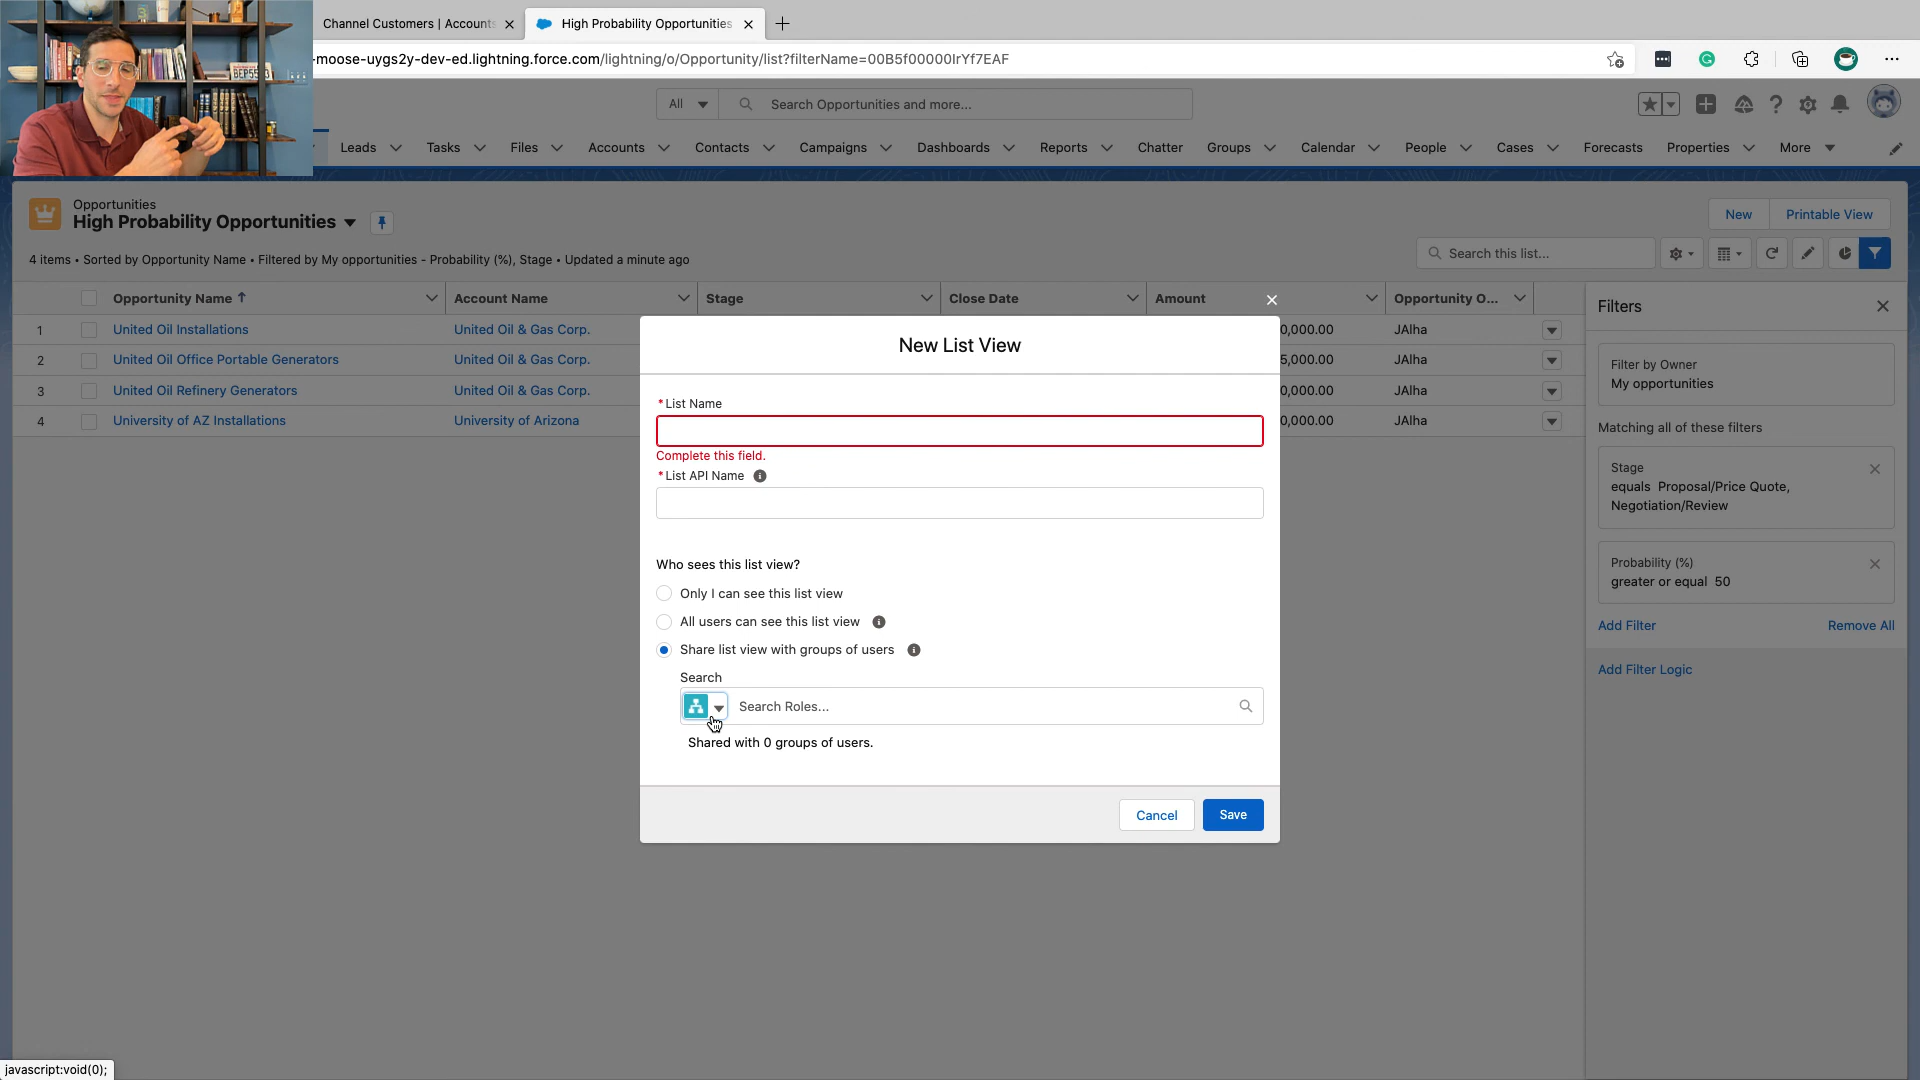 Channel Customers | Accounts
High Probability Opportunities
-moose-uygs2y-dev-ed.lightning.force.com/lightning/o/Opportunity/list?filterName=00B5f00000IrYf7EAF
All
Search Opportunities and more...
Leads
Tasks
Files
Accounts
Contacts
Campaigns
Dashboards
Reports
Chatter
Groups
Calendar
People
Cases
Forecasts
Properties
More
Opportunities
High Probability Opportunities
New
Printable View
4 items • Sorted by Opportunity Name • Filtered by My opportunities - Probability (%), Stage • Updated a minute ago
Search this list...
Opportunity Name
Account Name
Stage
Close Date
Amount
Opportunity O...
1
United Oil Installations
United Oil & Gas Corp.
0,000.00
JAlha
2
United Oil Office Portable Generators
United Oil & Gas Corp.
5,000.00
JAlha
3
United Oil Refinery Generators
United Oil & Gas Corp.
0,000.00
JAlha
4
University of AZ Installations
University of Arizona
0,000.00
JAlha
New List View
*List Name
Complete this field.
*List API Name
Who sees this list view?
Only I can see this list view
All users can see this list view
Share list view with groups of users
Search
Search Roles...
Shared with 0 groups of users.
Cancel
Save
Filters
Filter by Owner
My opportunities
Matching all of these filters
Stage
equals Proposal/Price Quote,
Negotiation/Review
Probability (%)
greater or equal 50
Add Filter
Remove All
Add Filter Logic
javascript:void(0);